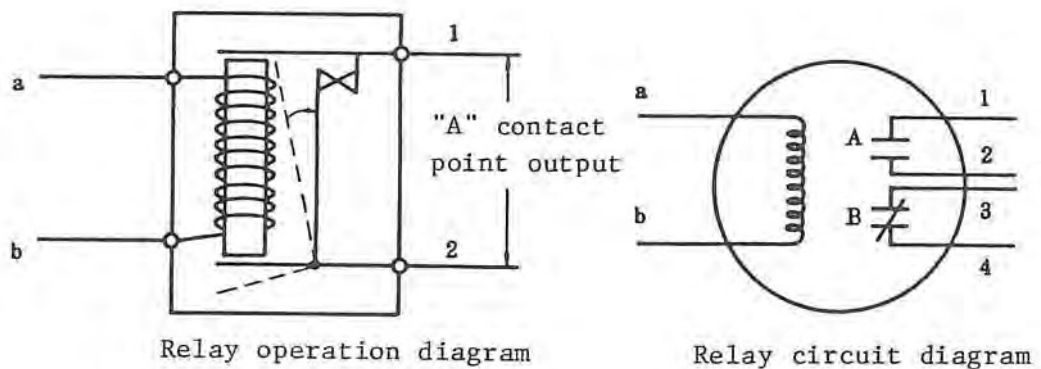 a
b
1
2
"A" contact
point output
Relay operation diagram
a
b
A
B
1
2
3
4
Relay circuit diagram